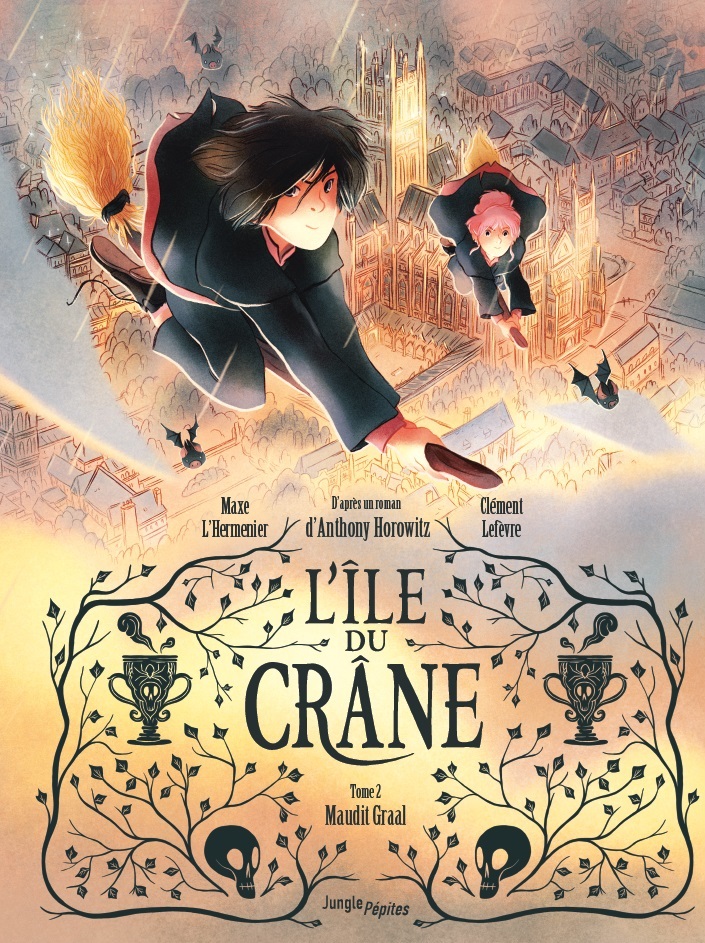 Maxe
L'Hermenier
D'après un roman
d'Anthony Horowitz
Clément
Lefèvre
L'ÎLE
DU
CRÂNE
Tome 2
Maudit Graal
Jungle Pépites